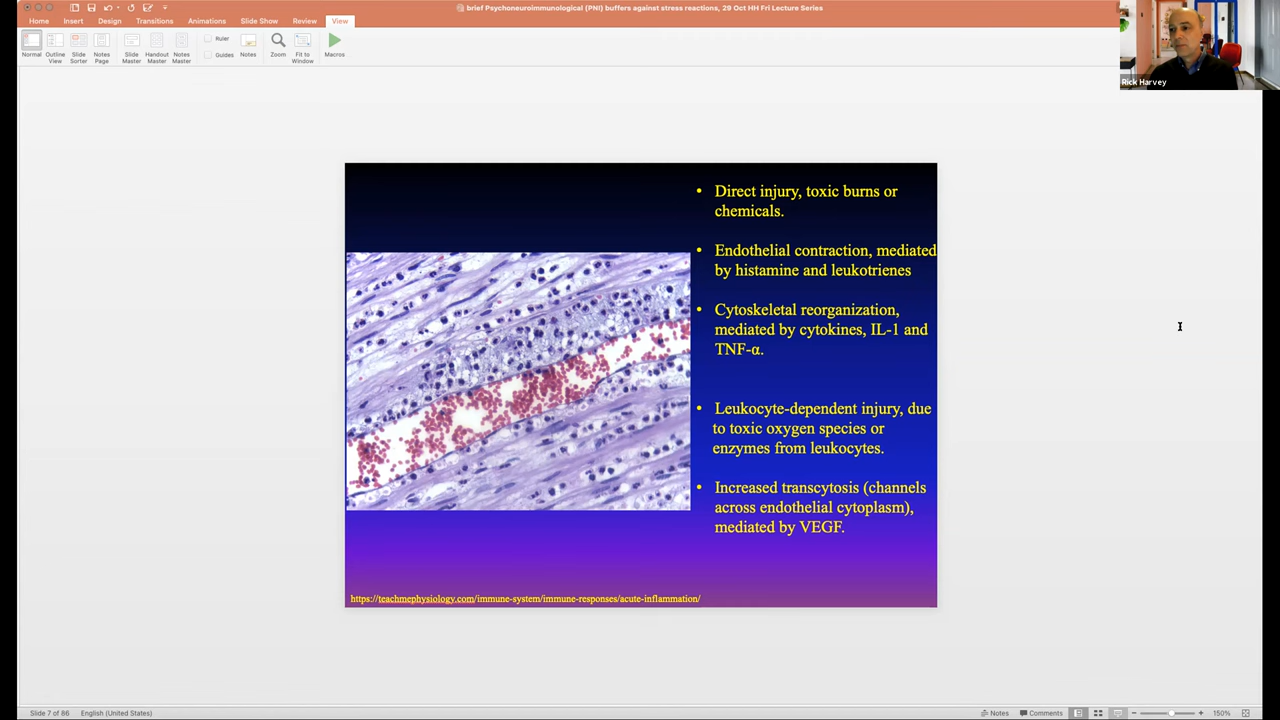 brief Psychoneuroimmunological (PNI) buffers against stress reactions, 29 Oct HH Fri Lecture Series
Home Insert Design Transitions Animations Slide Show Review View
Normal
Outline View
Slide Sorter
Notes Page
Slide Master
Handout Master
Notes Master
Ruler
Guides
Notes
Zoom
Fit to Window
Macros
Rick Harvey
• Direct injury, toxic burns or
chemicals.
• Endothelial contraction, mediated
by histamine and leukotrienes
• Cytoskeletal reorganization,
mediated by cytokines, IL-1 and
TNF-α.
• Leukocyte-dependent injury, due
to toxic oxygen species or
enzymes from leukocytes.
• Increased transcytosis (channels
across endothelial cytoplasm),
mediated by VEGF.
https://teachmephysiology.com/immune-system/immune-responses/acute-inflammation/
Slide 7 of 86 English (United States) Notes Comments 150%